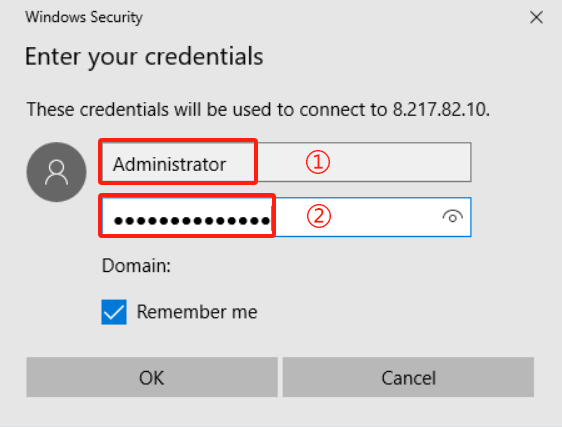 Windows Security
Enter your credentials
These credentials will be used to connect to 8.217.82.10.
Administrator ①
●●●●●●●●●●●●●● ②
Domain:
Remember me
OK Cancel